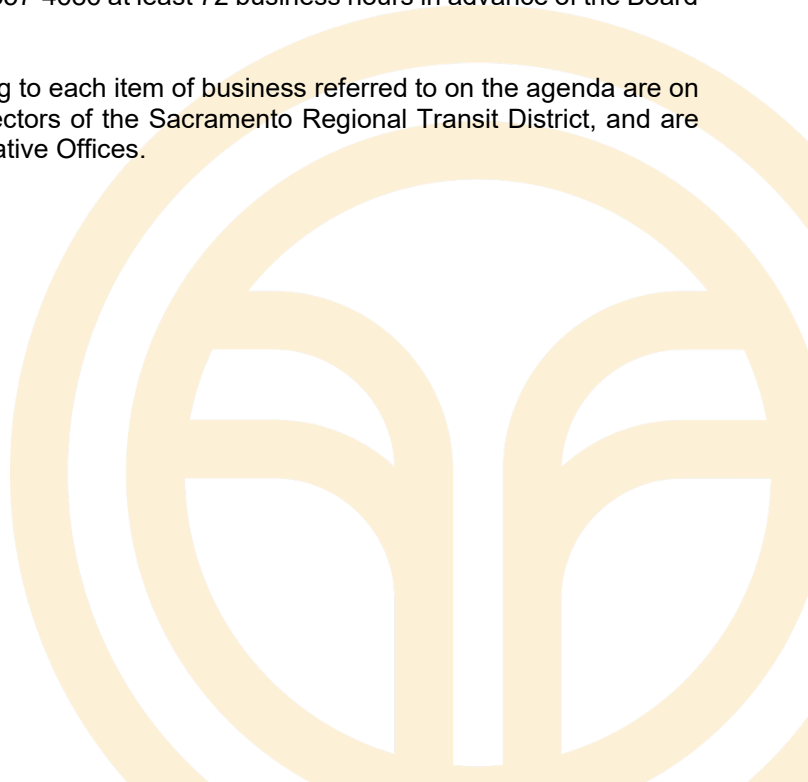 at least 72 business hours in advance of the Board
g to each item of business referred to on the agenda are on
ectors of the Sacramento Regional Transit District, and are
ative Offices.